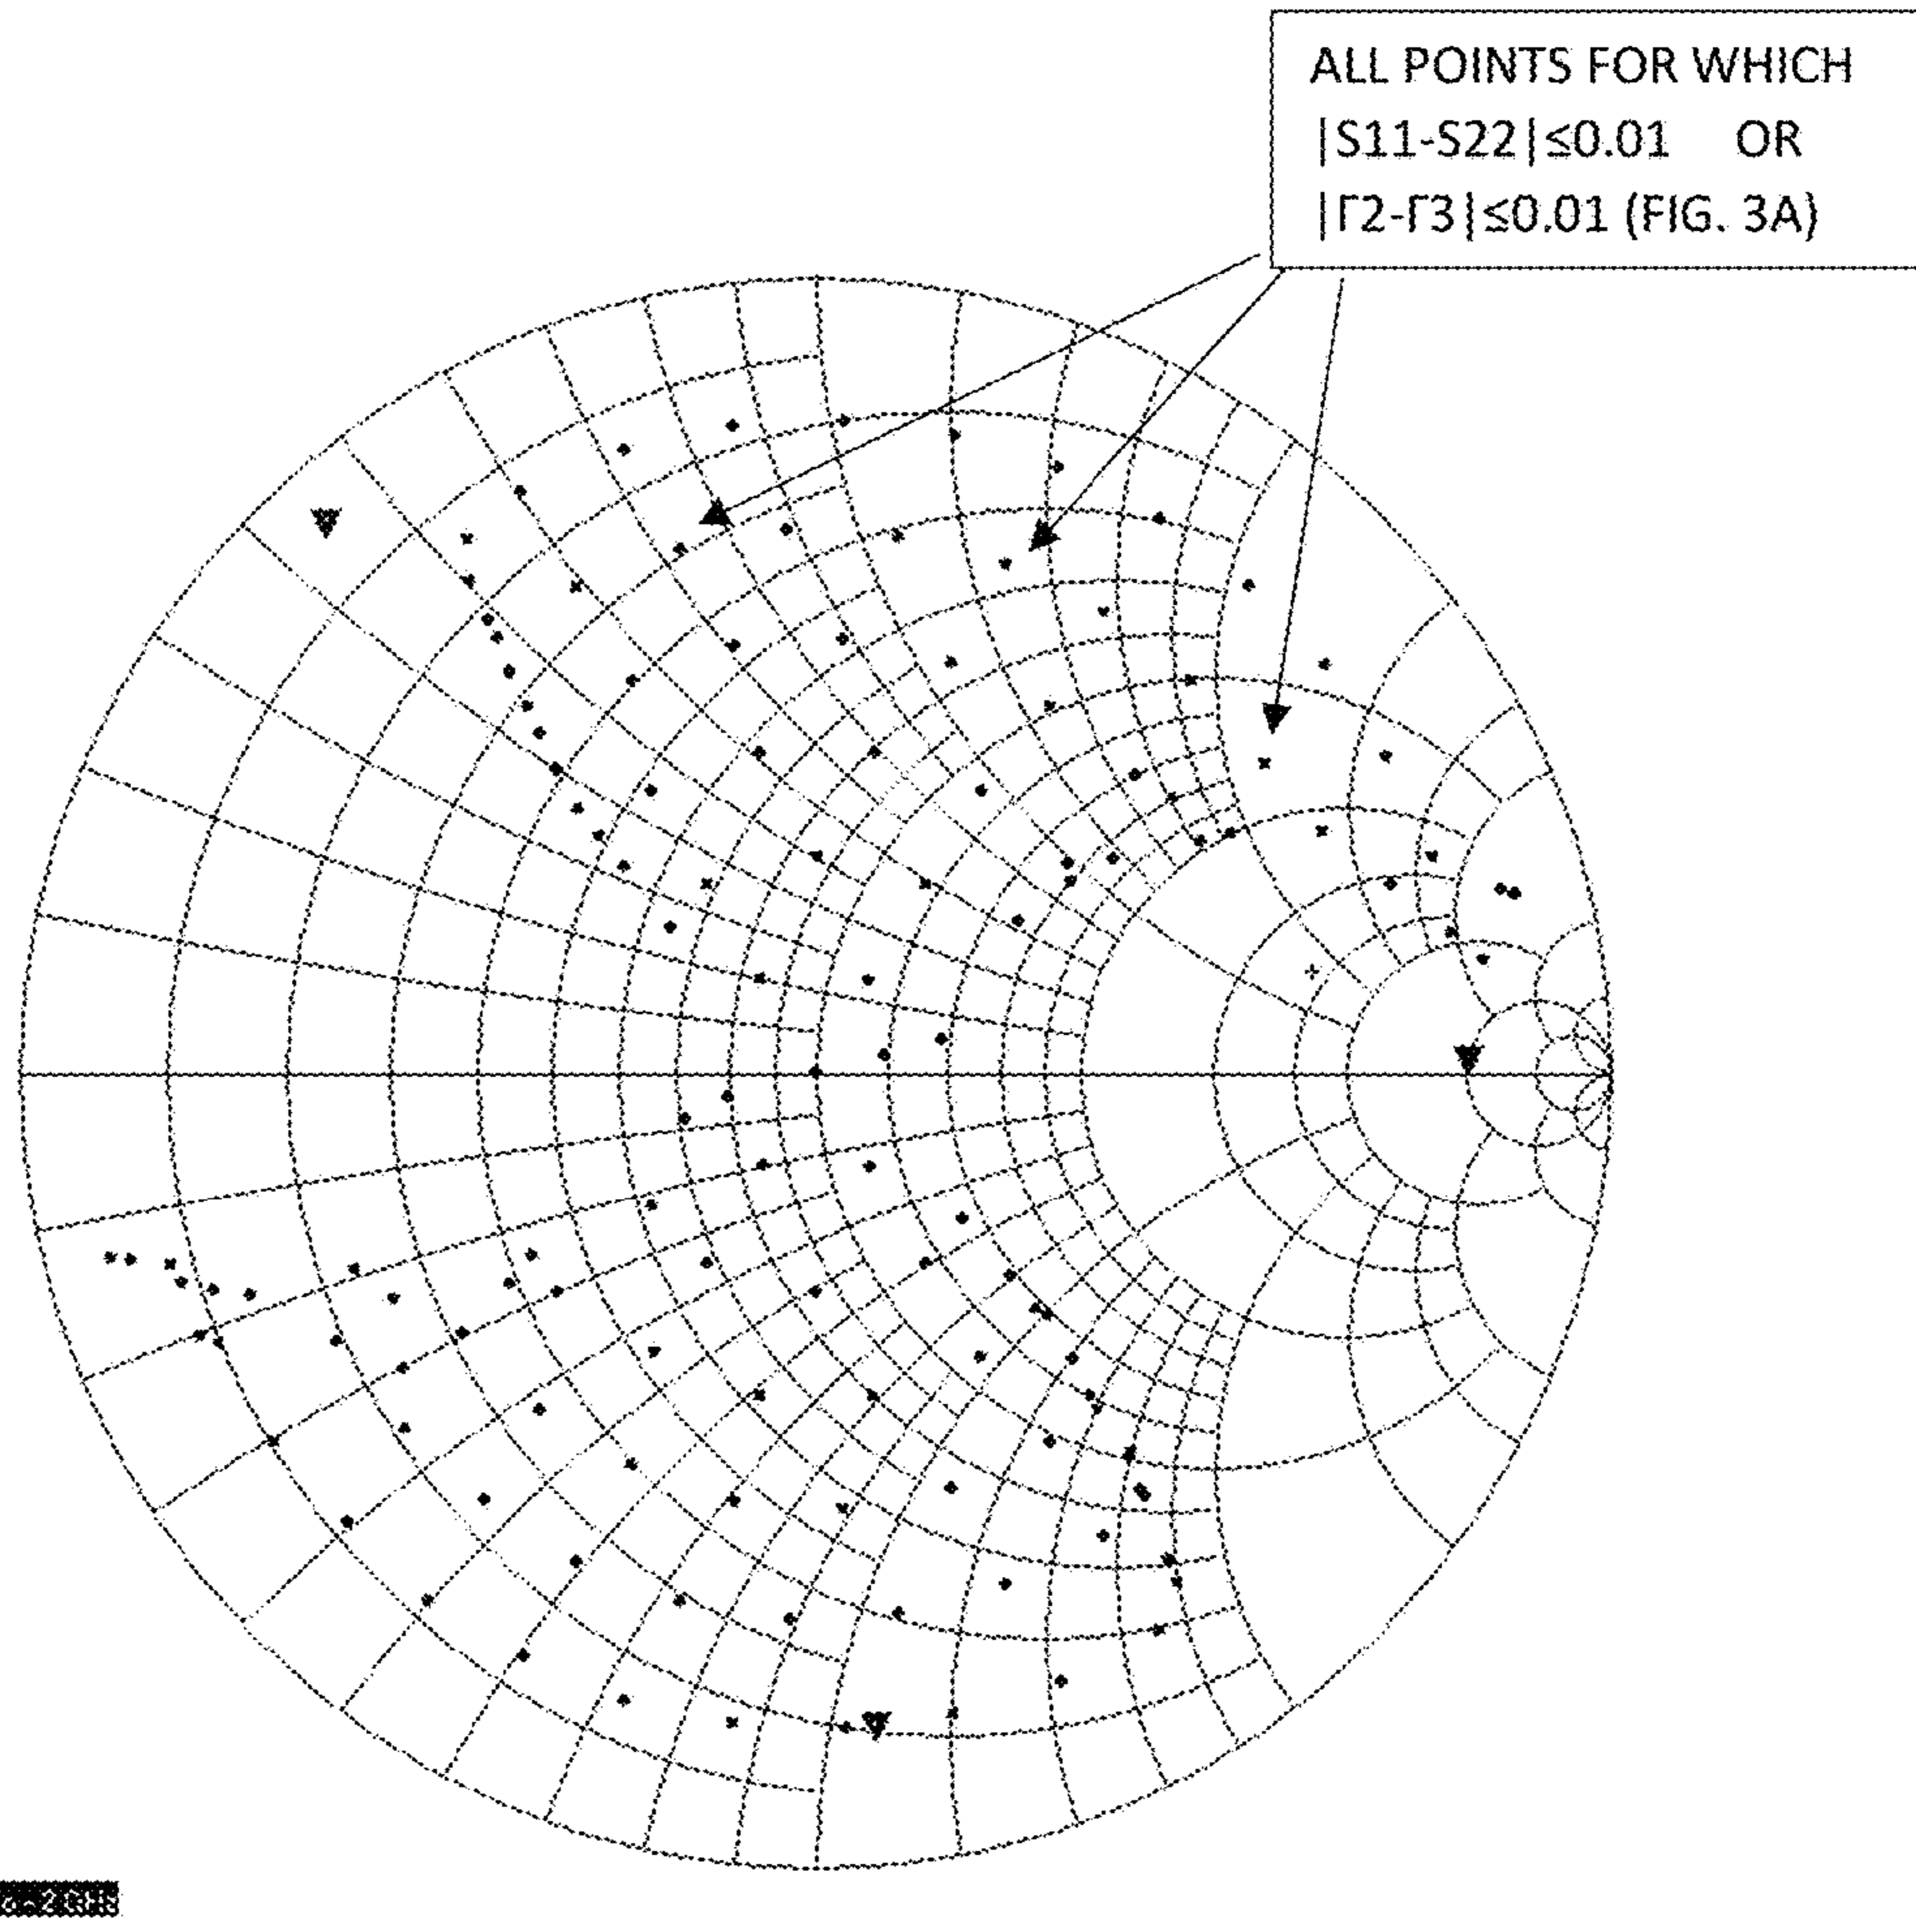 ALL POINTS FOR WHICH
|S11-S22|≤0.01 OR
|Γ2-Γ3|≤0.01 (FIG. 3A)